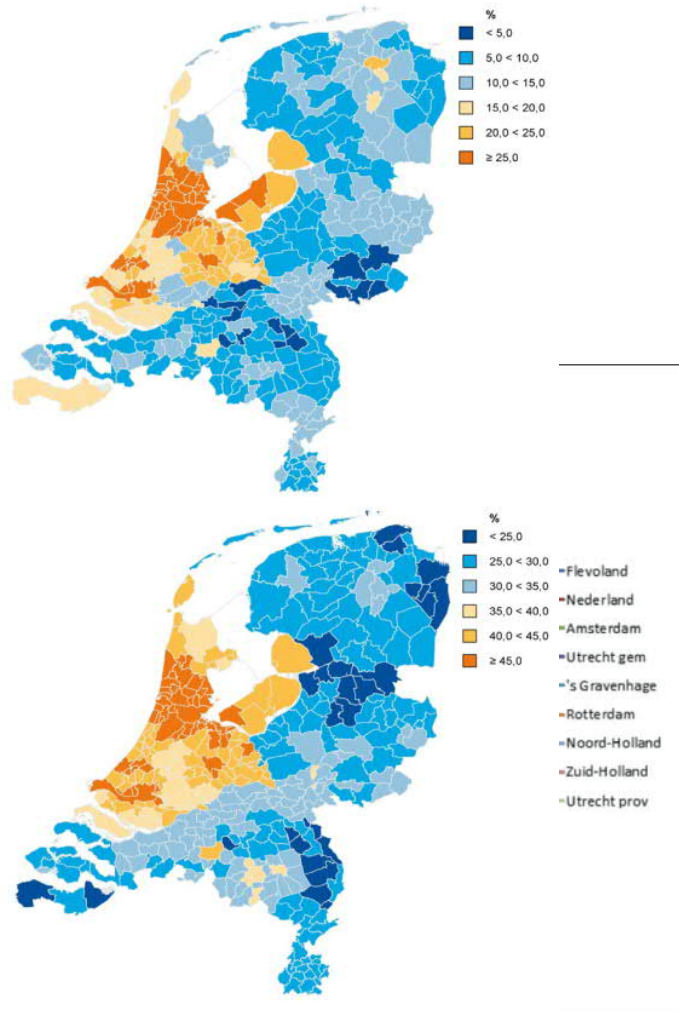 %
< 5,0
5,0 < 10,0
10,0 < 15,0
15,0 < 20,0
20,0 < 25,0
≥ 25,0
%
< 25,0
25,0 < 30,0
30,0 < 35,0
35,0 < 40,0
40,0 < 45,0
≥ 45,0
Flevoland
Nederland
Amsterdam
Utrecht gem
's Gravenhage
Rotterdam
Noord-Holland
Zuid-Holland
Utrecht prov